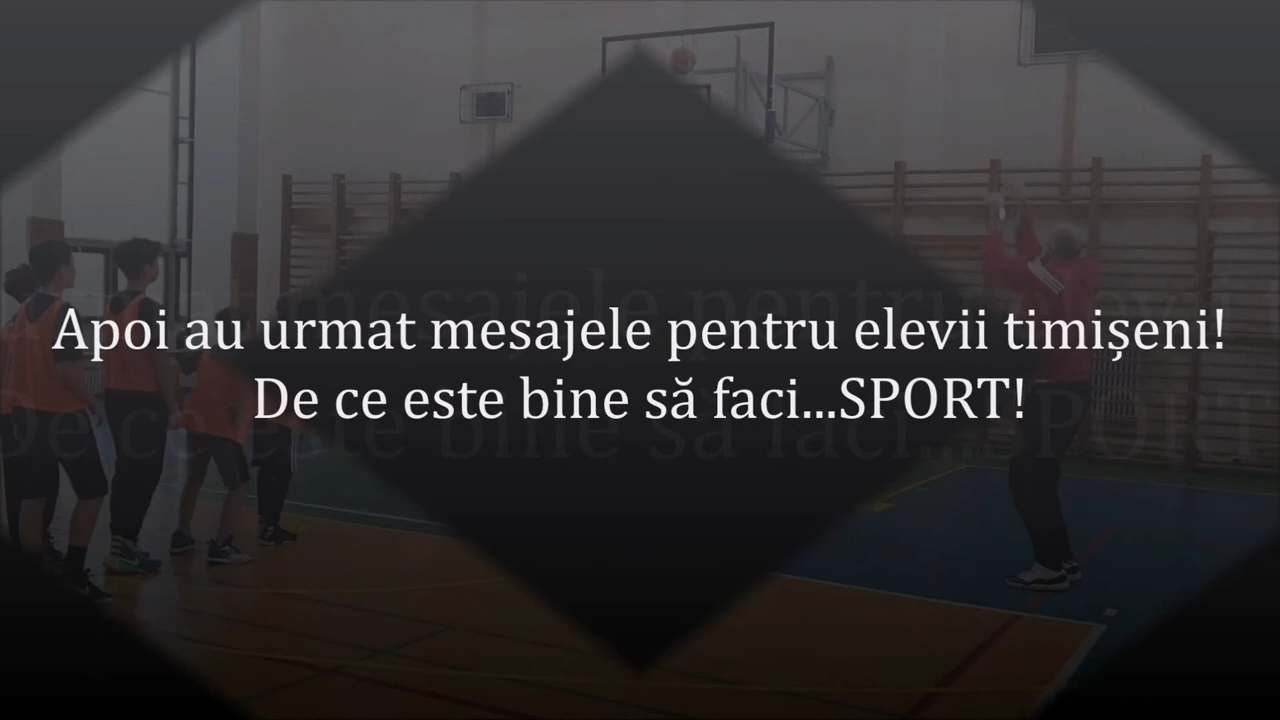 Apoi au urmat mesajele pentru elevii timișeni!
De ce este bine să faci...SPORT!